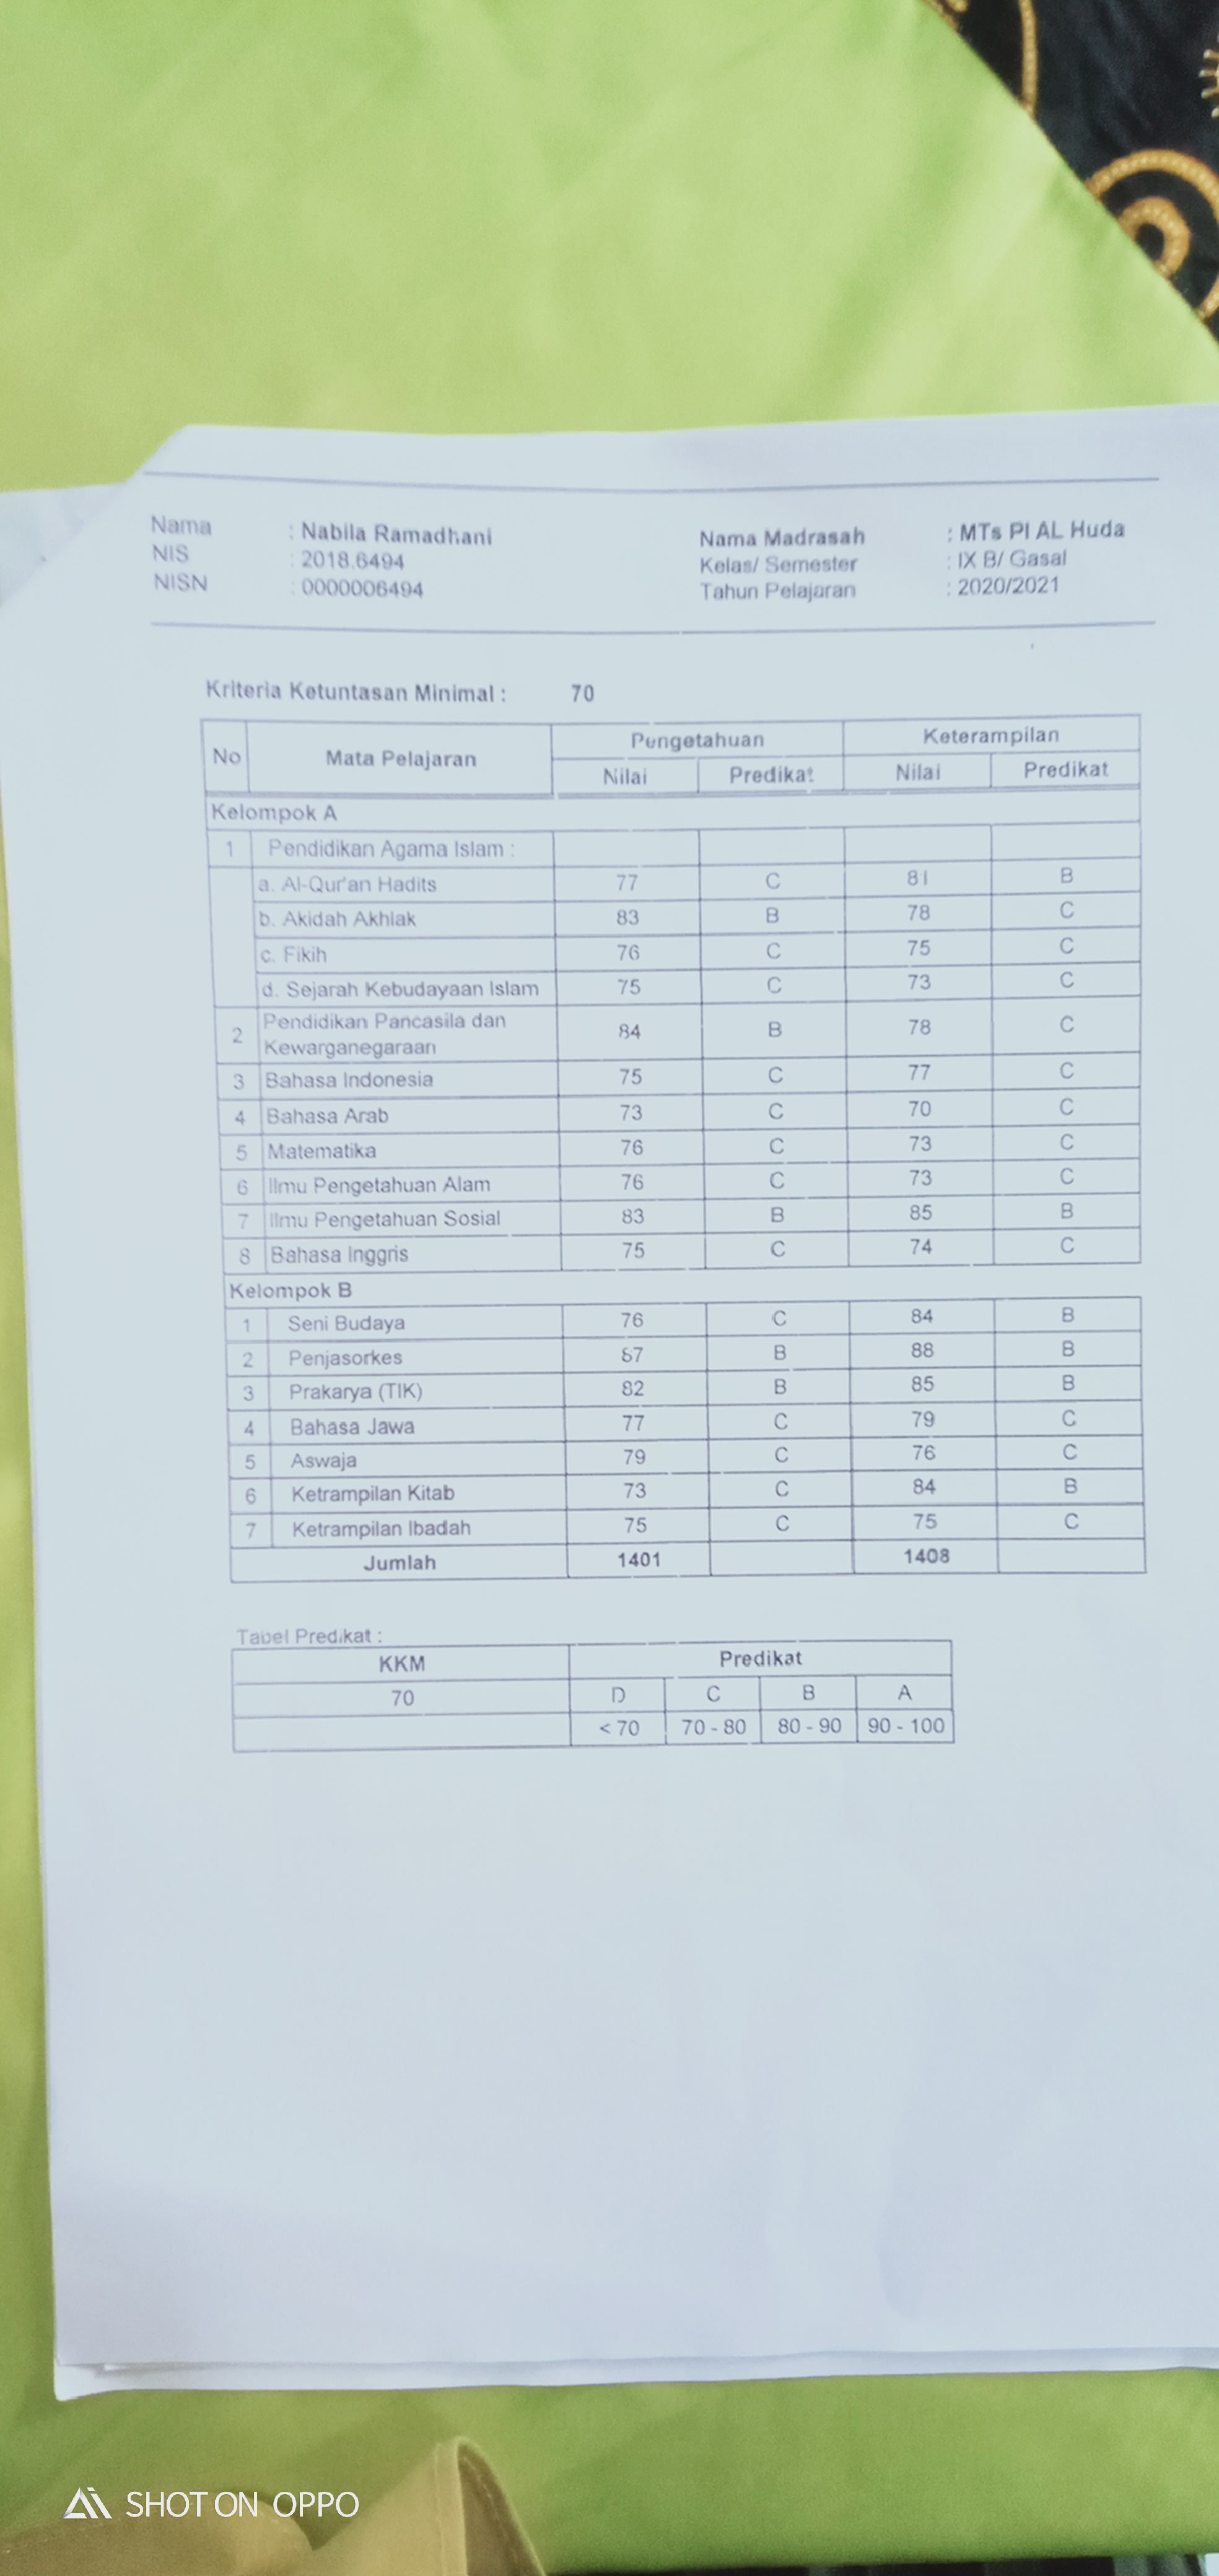 Nama : Nabila Ramadhani Nama Madrasah : MTs PI AL Huda
NIS : 2018.6494 Kelas/ Semester : IX B/ Gasal
NISN : 0000006494 Tahun Pelajaran : 2020/2021
Kriteria Ketuntasan Minimal : 70
No Mata Pelajaran Pengetahuan Keterampilan
Nilai Predikat Nilai Predikat
Kelompok A
1 Pendidikan Agama Islam :
a. Al-Qur'an Hadits 77 C 81 B
b. Akidah Akhlak 83 B 78 C
c. Fikih 76 C 75 C
d. Sejarah Kebudayaan Islam 75 C 73 C
2 Pendidikan Pancasila dan
Kewarganegaraan 84 B 78 C
3 Bahasa Indonesia 75 C 77 C
4 Bahasa Arab 73 C 70 C
5 Matematika 76 C 73 C
6 Ilmu Pengetahuan Alam 76 C 73 C
7 Ilmu Pengetahuan Sosial 83 B 85 B
8 Bahasa Inggris 75 C 74 C
Kelompok B
1 Seni Budaya 76 C 84 B
2 Penjasorkes 87 B 88 B
3 Prakarya (TIK) 82 B 85 B
4 Bahasa Jawa 77 C 79 C
5 Aswaja 79 C 76 C
6 Ketrampilan Kitab 73 C 84 B
7 Ketrampilan Ibadah 75 C 75 C
Jumlah 1401 1408
Tabel Predikat :
KKM Predikat
70 D C B A
< 70 70 - 80 80 - 90 90 - 100
SHOT ON OPPO